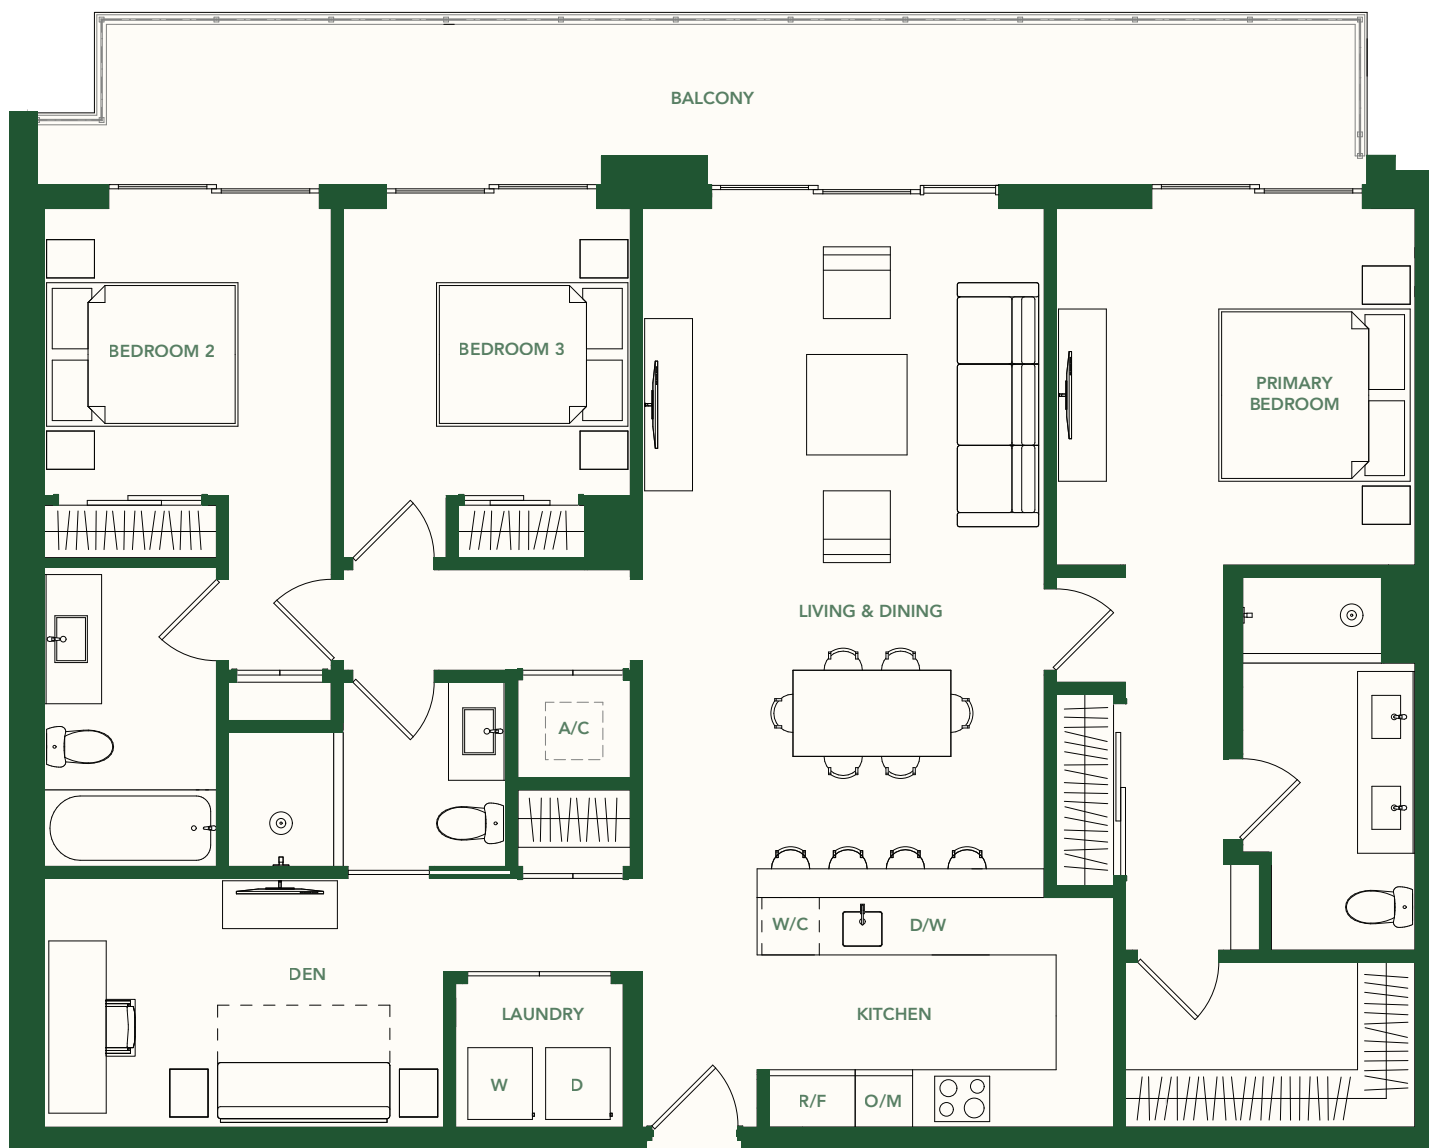 BALCONY
BEDROOM 2
BEDROOM 3
PRIMARY
BEDROOM
LIVING & DINING
A/C
W/C
D/W
DEN
LAUNDRY
KITCHEN
W
D
R/F
O/M